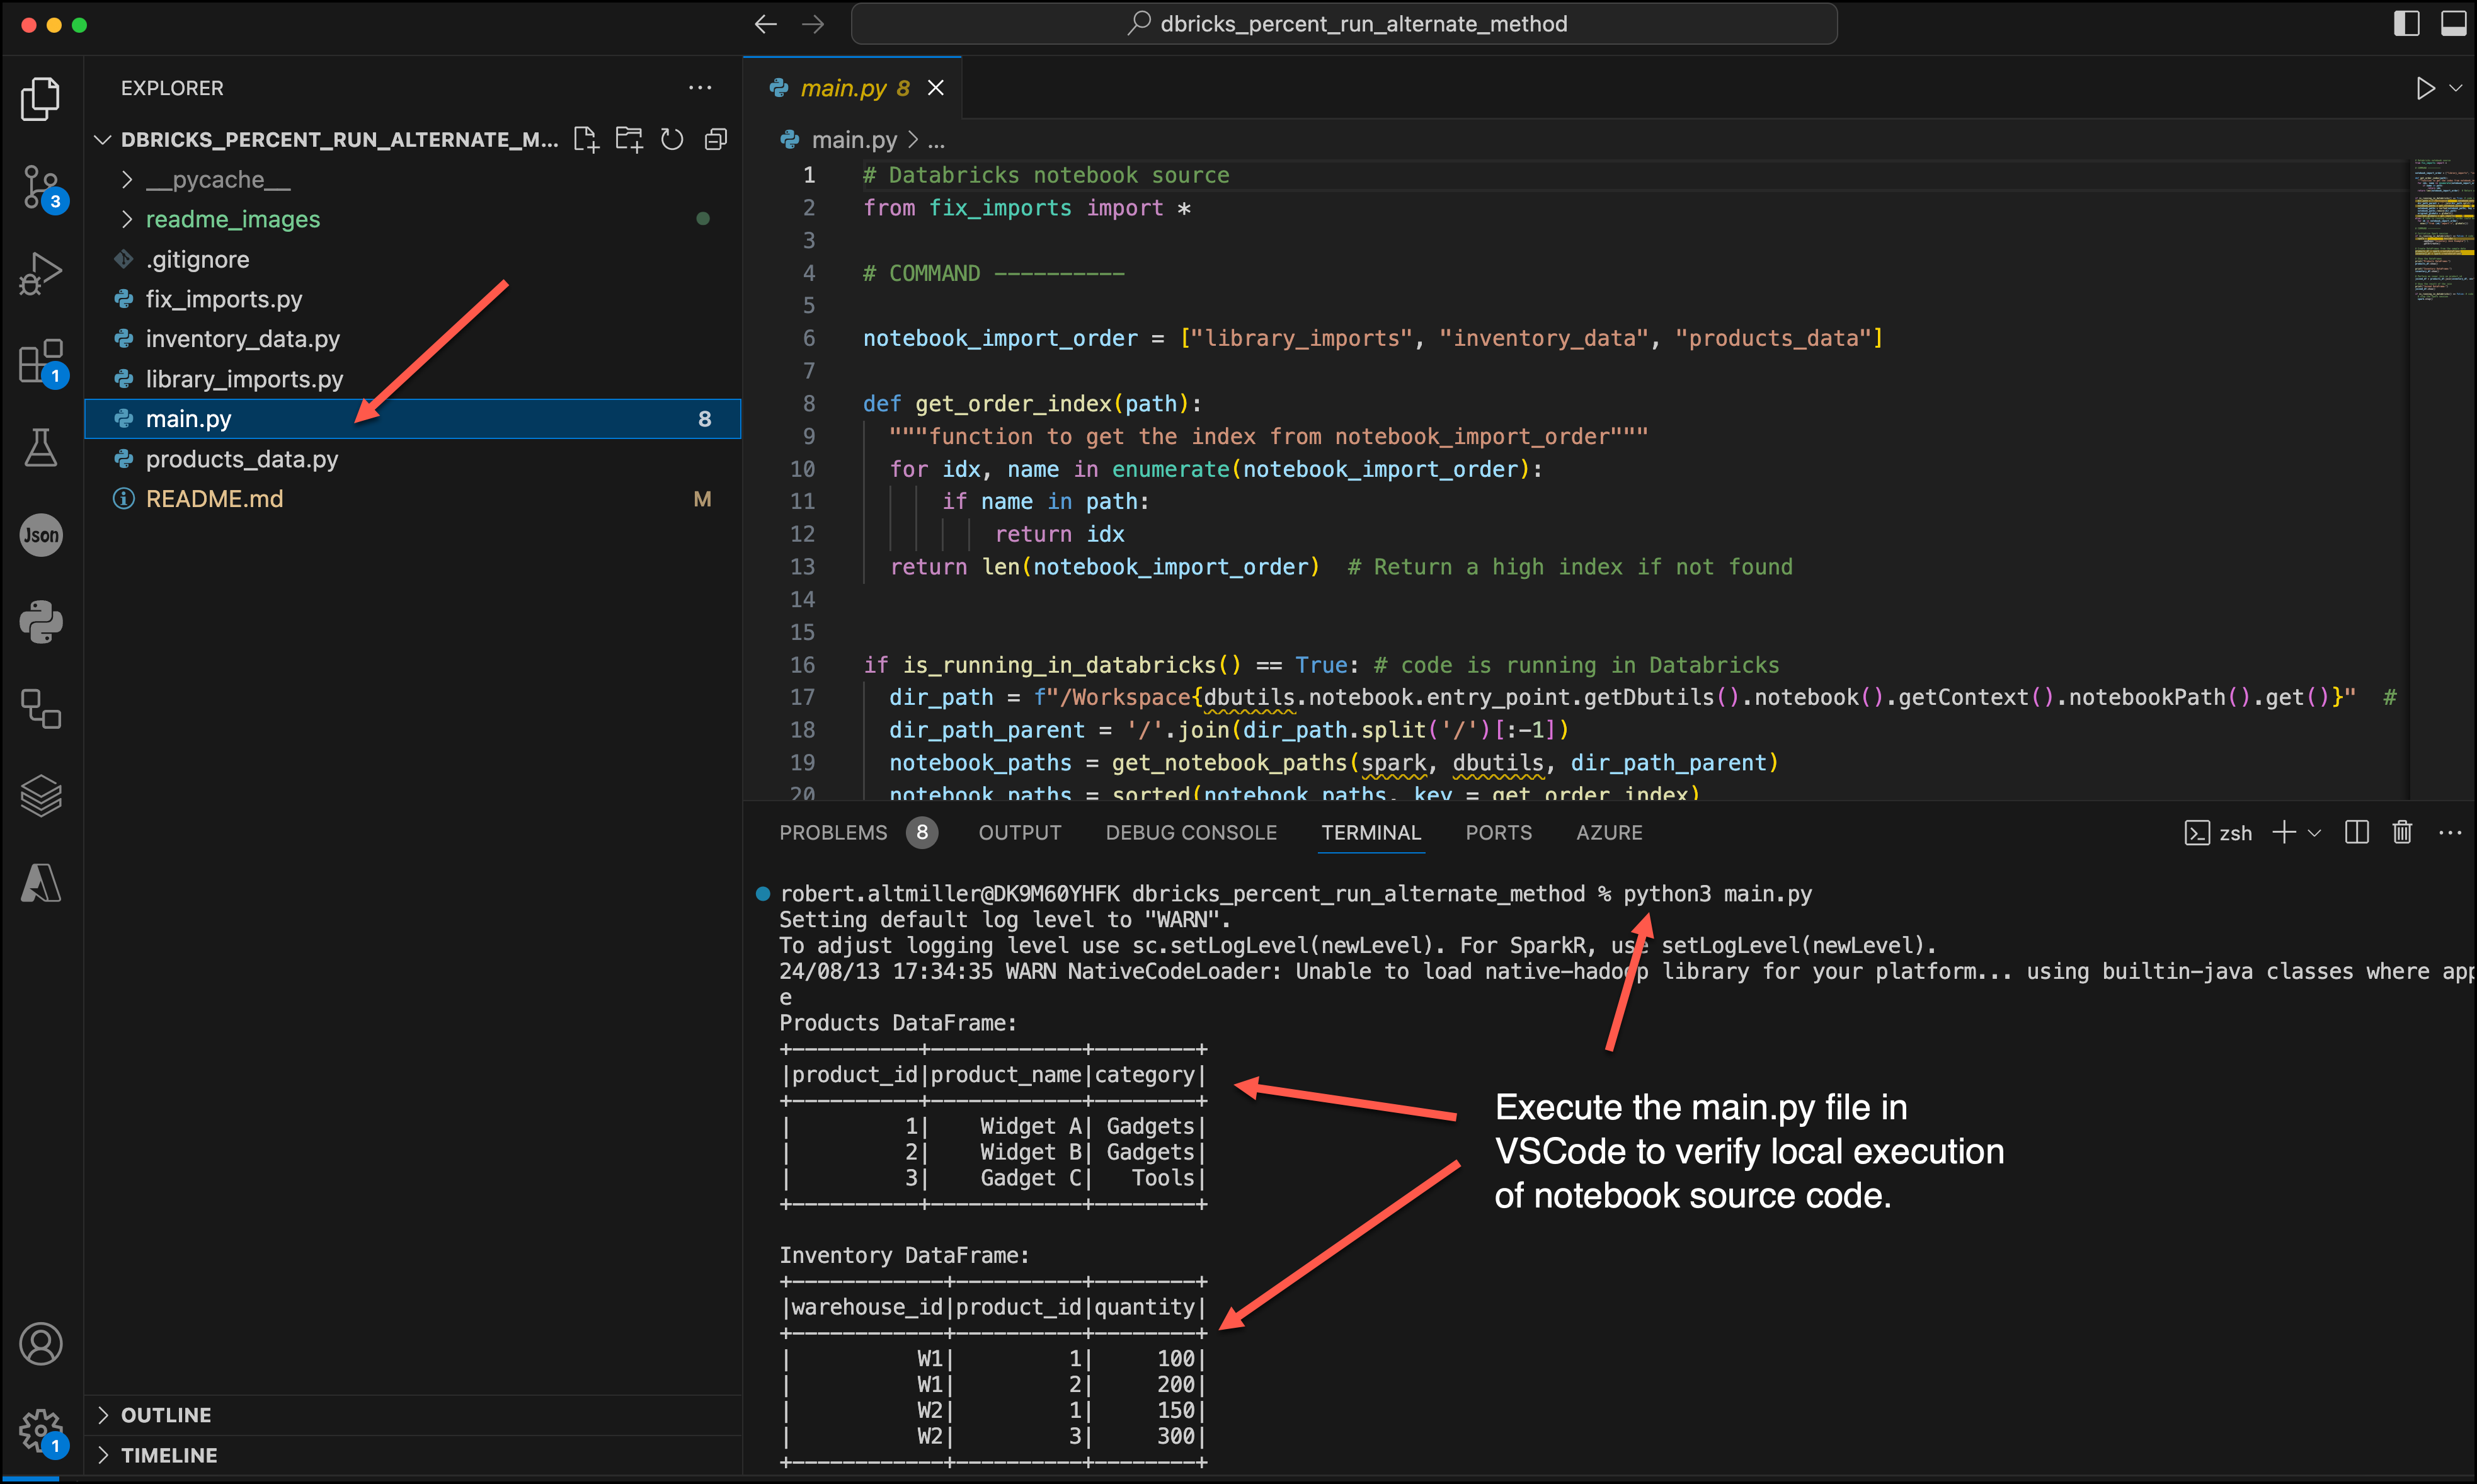 dbricks_percent_run_alternate_method
EXPLORER
DBRICKS_PERCENT_RUN_ALTERNATE_M...
__pycache__
readme_images
.gitignore
fix_imports.py
inventory_data.py
library_imports.py
main.py 8
products_data.py
README.md M
OUTLINE
TIMELINE
3
1
Json
1
main.py 8
main.py > ...
1 # Databricks notebook source
2 from fix_imports import *
3
4 # COMMAND ----------
5
6 notebook_import_order = ["library_imports", "inventory_data", "products_data"]
7
8 def get_order_index(path):
9 """function to get the index from notebook_import_order"""
10 for idx, name in enumerate(notebook_import_order):
11 if name in path:
12 return idx
13 return len(notebook_import_order)  # Return a high index if not found
14
15
16 if is_running_in_databricks() == True: # code is running in Databricks
17 dir_path = f"/Workspace{dbutils.notebook.entry_point.getDbutils().notebook().getContext().notebookPath().get()}"  #
18 dir_path_parent = '/'.join(dir_path.split('/')[:-1])
19 notebook_paths = get_notebook_paths(spark, dbutils, dir_path_parent)
20 notebook_paths = sorted(notebook_paths, key = get_order_index)
PROBLEMS 8 OUTPUT DEBUG CONSOLE TERMINAL PORTS AZURE
zsh
robert.altmiller@DK9M60YHFK dbricks_percent_run_alternate_method % python3 main.py
Setting default log level to "WARN".
To adjust logging level use sc.setLogLevel(newLevel). For SparkR, use setLogLevel(newLevel).
24/08/13 17:34:35 WARN NativeCodeLoader: Unable to load native-hadoop library for your platform... using builtin-java classes where app
e
Products DataFrame:
+----------+------------+--------+
|product_id|product_name|category|
+----------+------------+--------+
|         1|    Widget A| Gadgets|
|         2|    Widget B| Gadgets|
|         3|    Gadget C|   Tools|
+----------+------------+--------+
Inventory DataFrame:
+------------+----------+--------+
|warehouse_id|product_id|quantity|
+------------+----------+--------+
|          W1|         1|     100|
|          W1|         2|     200|
|          W2|         1|     150|
|          W2|         3|     300|
+------------+----------+--------+
Execute the main.py file in
VSCode to verify local execution
of notebook source code.